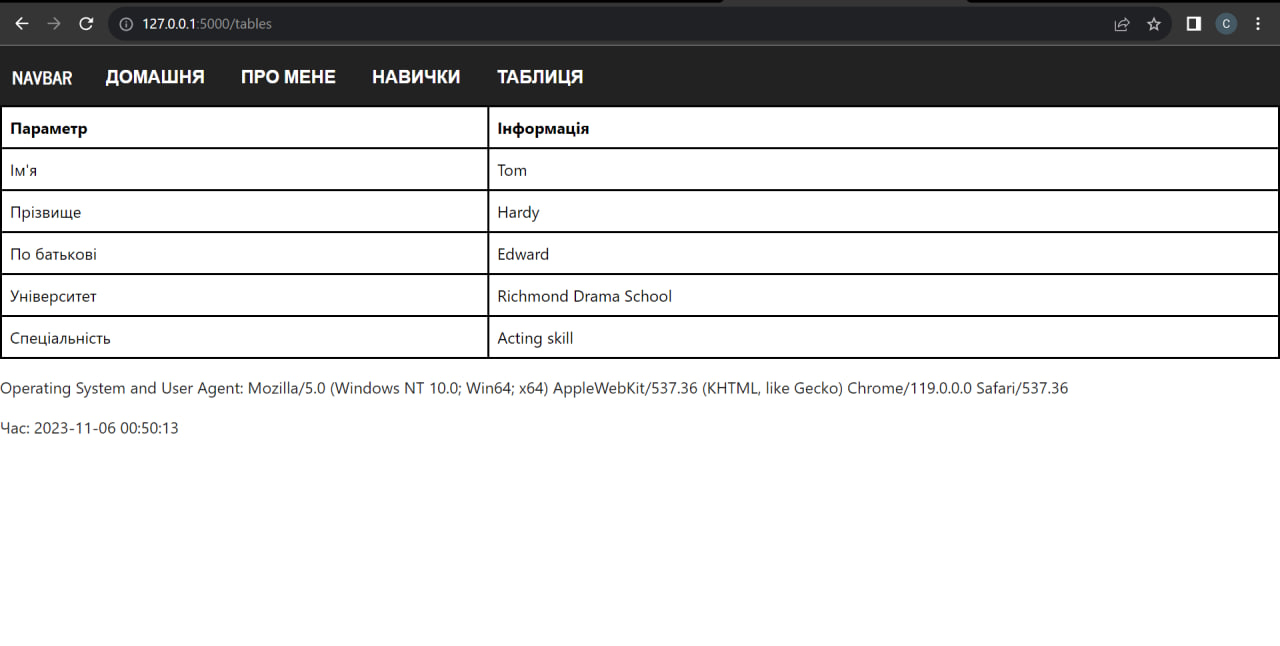 127.0.0.1:5000/tables
C
NAVBAR ДОМАШНЯ ПРО МЕНЕ НАВИЧКИ ТАБЛИЦЯ
Параметр Інформація
Ім'я Tom
Прізвище Hardy
По батькові Edward
Університет Richmond Drama School
Спеціальність Acting skill
Operating System and User Agent: Mozilla/5.0 (Windows NT 10.0; Win64; x64) AppleWebKit/537.36 (KHTML, like Gecko) Chrome/119.0.0.0 Safari/537.36
Час: 2023-11-06 00:50:13